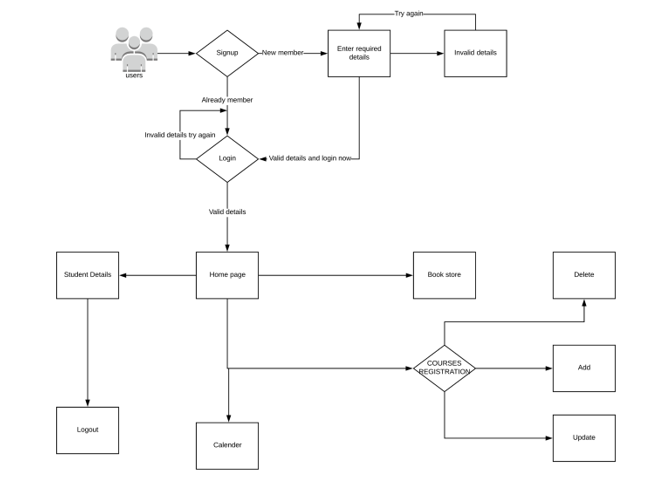 Try again
users
Signup
New member
Enter required
details
Invalid details
Already member
Invalid details try again
Login
Valid details and login now
Valid details
Student Details
Home page
Book store
Delete
COURSES
REGISTRATION
Add
Logout
Calender
Update